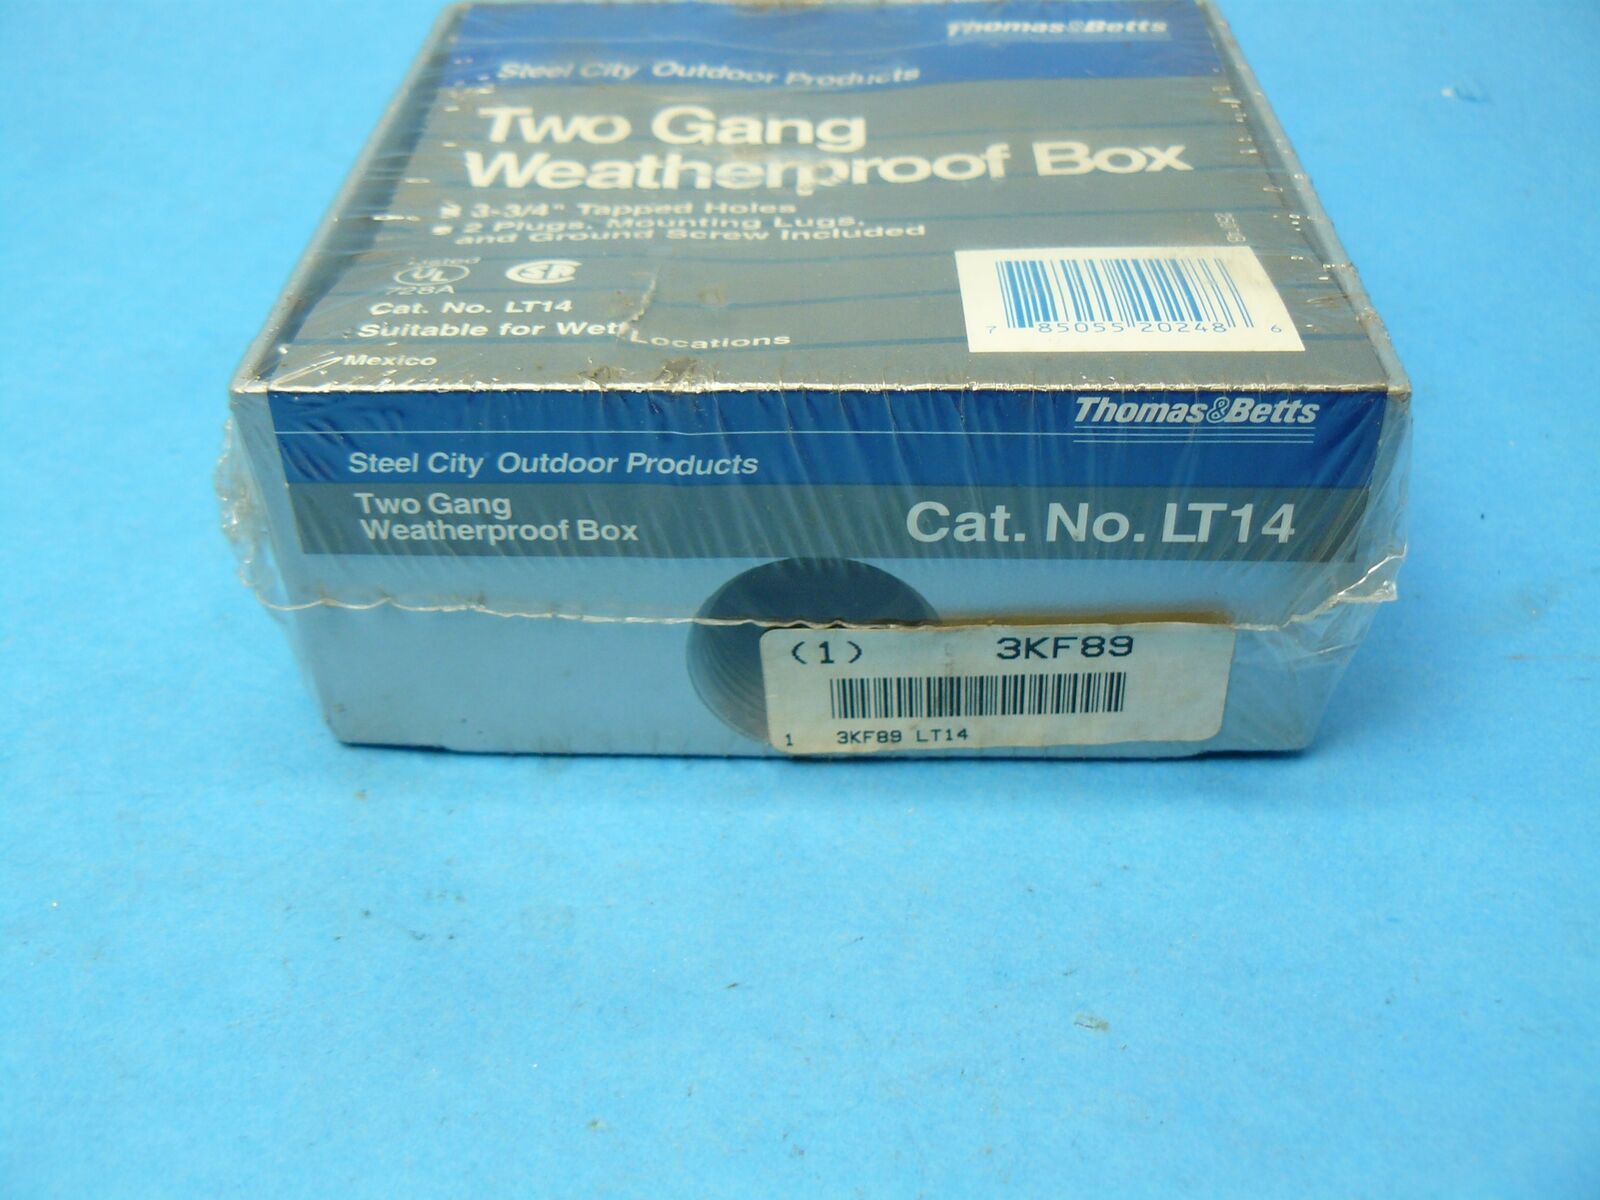 Thomas&Betts
Steel City Outdoor Products
Two Gang
Weatherproof Box
3-3/4" Tapped Holes
• 2 Plugs, Mounting Lugs,
and Ground Screw Included
Listed
UL
728A
Cat. No. LT14
Suitable for Wet Locations
Mexico
7 85055 20248 6
Thomas&Betts
Steel City Outdoor Products
Two Gang
Weatherproof Box
Cat. No. LT14
(1) 3KF89
1 3KF89 LT14